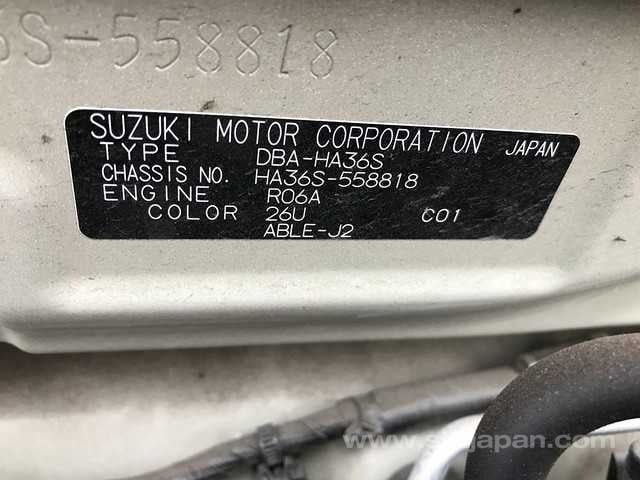 S-558818
SUZUKI MOTOR CORPORATION JAPAN
TYPE DBA-HA36S
CHASSIS NO. HA36S-558818
ENGINE R06A
COLOR 26U C01
ABLE-J2